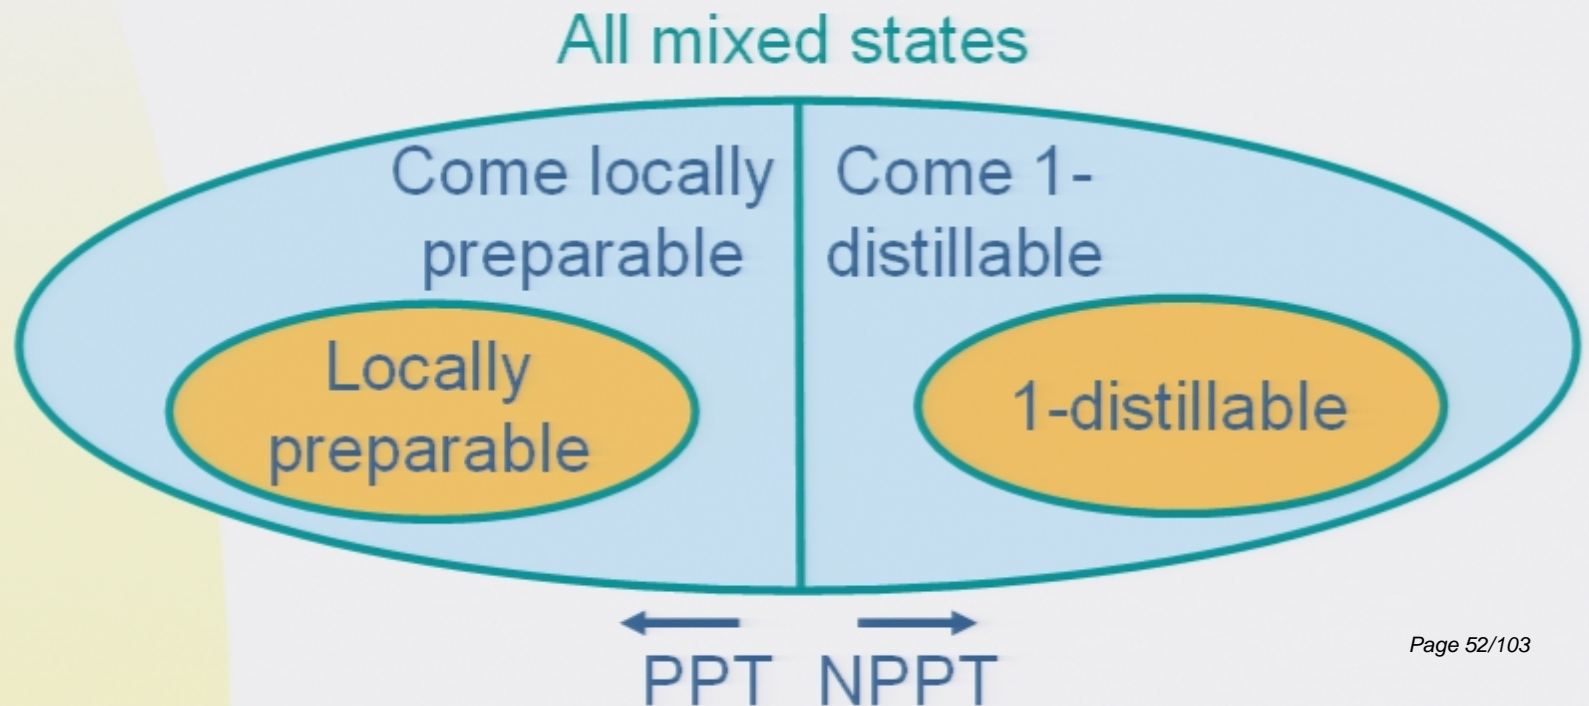 All mixed states
Come locally
preparable
Come 1-
distillable
Locally
preparable
1-distillable
PPT
NPPT
Page 52/103